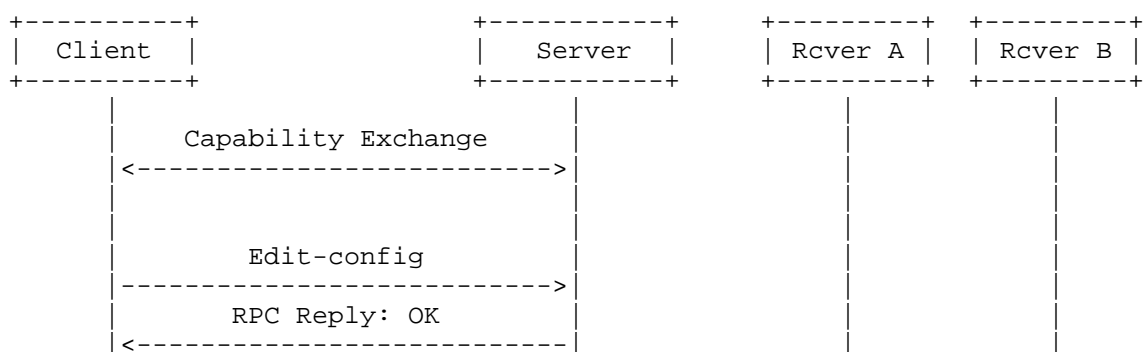 Client Server Rcver A Rcver B
Capability Exchange
Edit-config
RPC Reply: OK